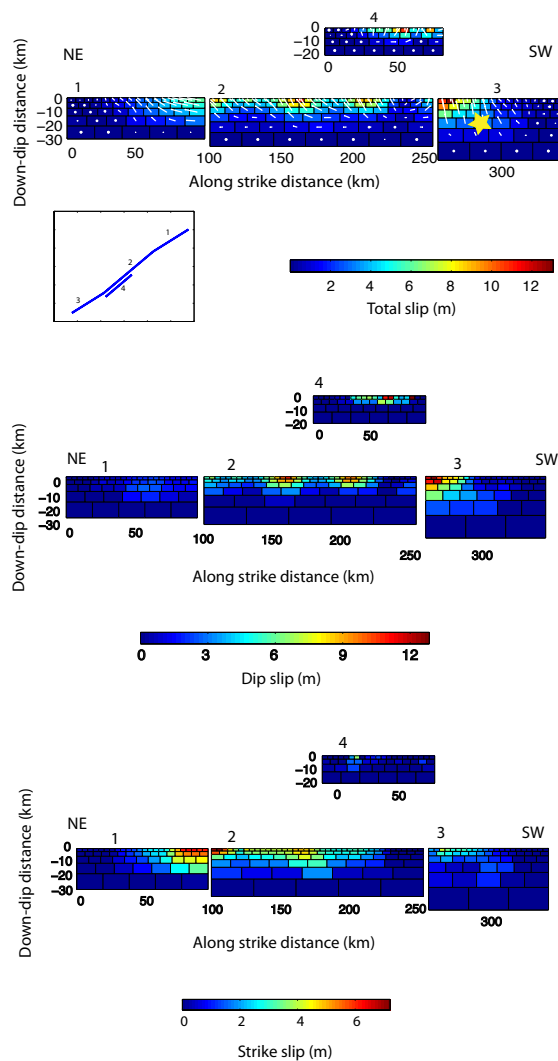 4
NE
SW
0
−10
−20
0 50
Down-dip distance (km)
1
2
3
0
−10
−20
−30
0 50 100 150 200 250
300
Along strike distance (km)
1
2
4
3
2 4 6 8 10 12
Total slip (m)
4
0
−10
−20
0 50
Down-dip distance (km)
NE
SW
1
2
3
0
−10
−20
−30
0 50 100 150 200 250
300
Along strike distance (km)
0 3 6 9 12
Dip slip (m)
4
0
−10
−20
0 50
Down-dip distance (km)
NE
SW
1
2
3
0
−10
−20
−30
0 50 100 150 200 250
300
Along strike distance (km)
0 2 4 6
Strike slip (m)